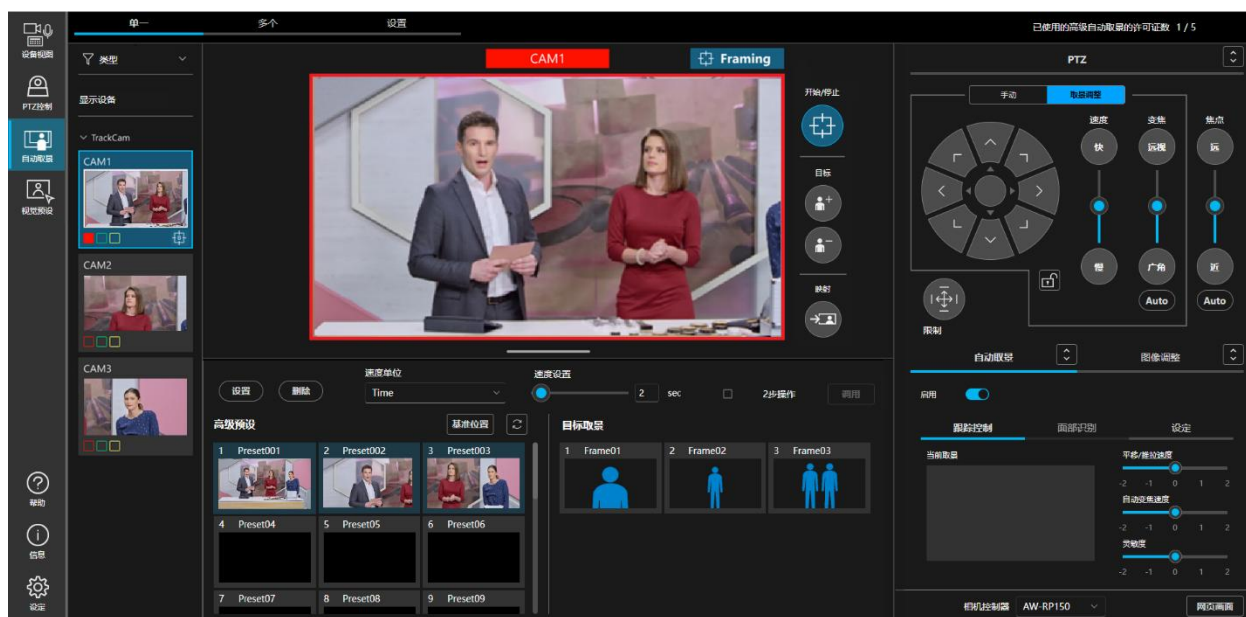 单一
多个
设置
已使用的高级自动取景的许可证数 1 / 5
设备视图
PTZ控制
自动取景
视觉预设
帮助
信息
设定
类型
显示设备
TrackCam
CAM1
CAM2
CAM3
CAM1
Framing
开始/停止
目标
映射
设置
删除
速度单位
Time
速度设置
2 sec
2步操作
调用
高级预设
基准位置
1 Preset001
2 Preset002
3 Preset003
4 Preset04
5 Preset05
6 Preset06
7 Preset07
8 Preset08
9 Preset09
目标取景
1 Frame01
2 Frame02
3 Frame03
PTZ
手动
取景调整
速度
变焦
焦点
快
远摄
远
慢
广角
近
Auto
Auto
限制
自动取景
图像调整
启用
跟踪控制
面部识别
设定
当前取景
平移/推拉速度
-2 -1 0 1 2
自动变焦速度
-2 -1 0 1 2
灵敏度
-2 -1 0 1 2
相机控制器
AW-RP150
网页画面